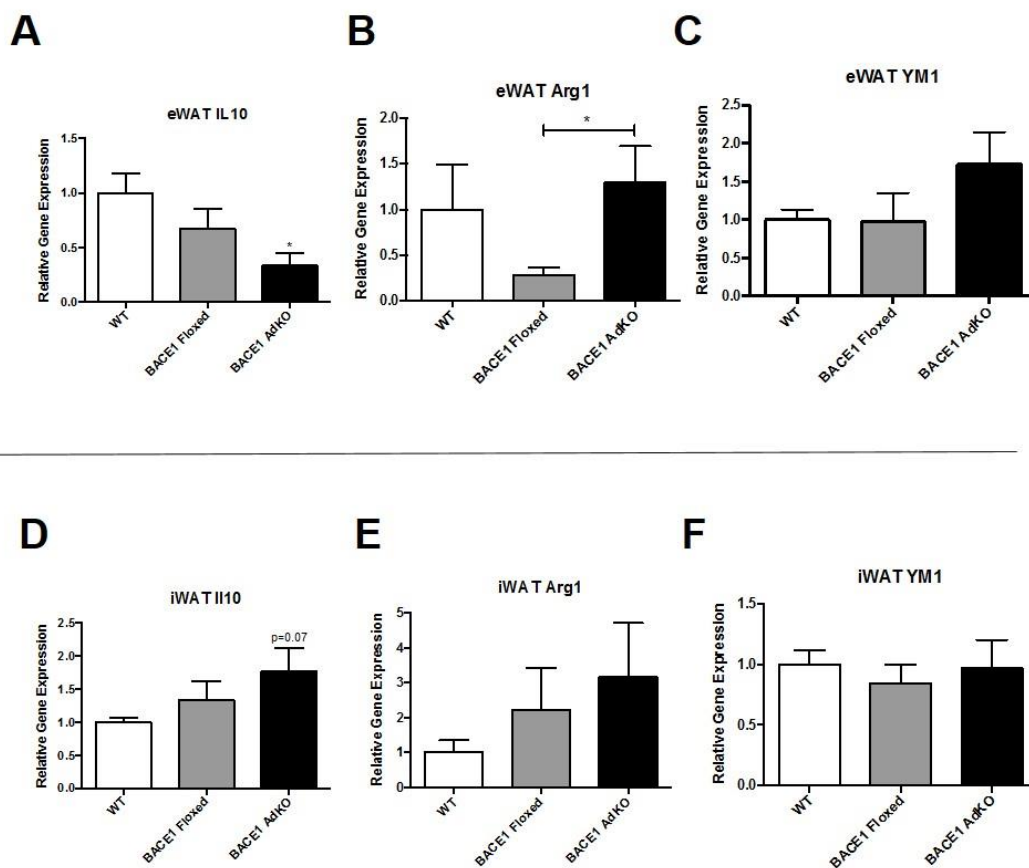 A
eWAT IL10
Relative Gene Expression
1.5
1.0
0.5
0.0
*
WT
BACE1 Floxed
BACE1 AdKO
B
eWAT Arg1
Relative Gene Expression
2.0
1.5
1.0
0.5
0.0
*
WT
BACE1 Floxed
BACE1 AdKO
C
eWAT YM1
Relative Gene Expression
2.5
2.0
1.5
1.0
0.5
0.0
WT
BACE1 Floxed
BACE1 AdKO
D
iWAT Il10
Relative Gene Expression
2.5
2.0
1.5
1.0
0.5
0.0
p=0.07
WT
BACE1 Floxed
BACE1 AdKO
E
iWAT Arg1
Relative Gene Expression
5
4
3
2
1
0
WT
BACE1 Floxed
BACE1 AdKO
F
iWAT YM1
Relative Gene Expression
1.5
1.0
0.5
0.0
WT
BACE1 Floxed
BACE1 AdKO